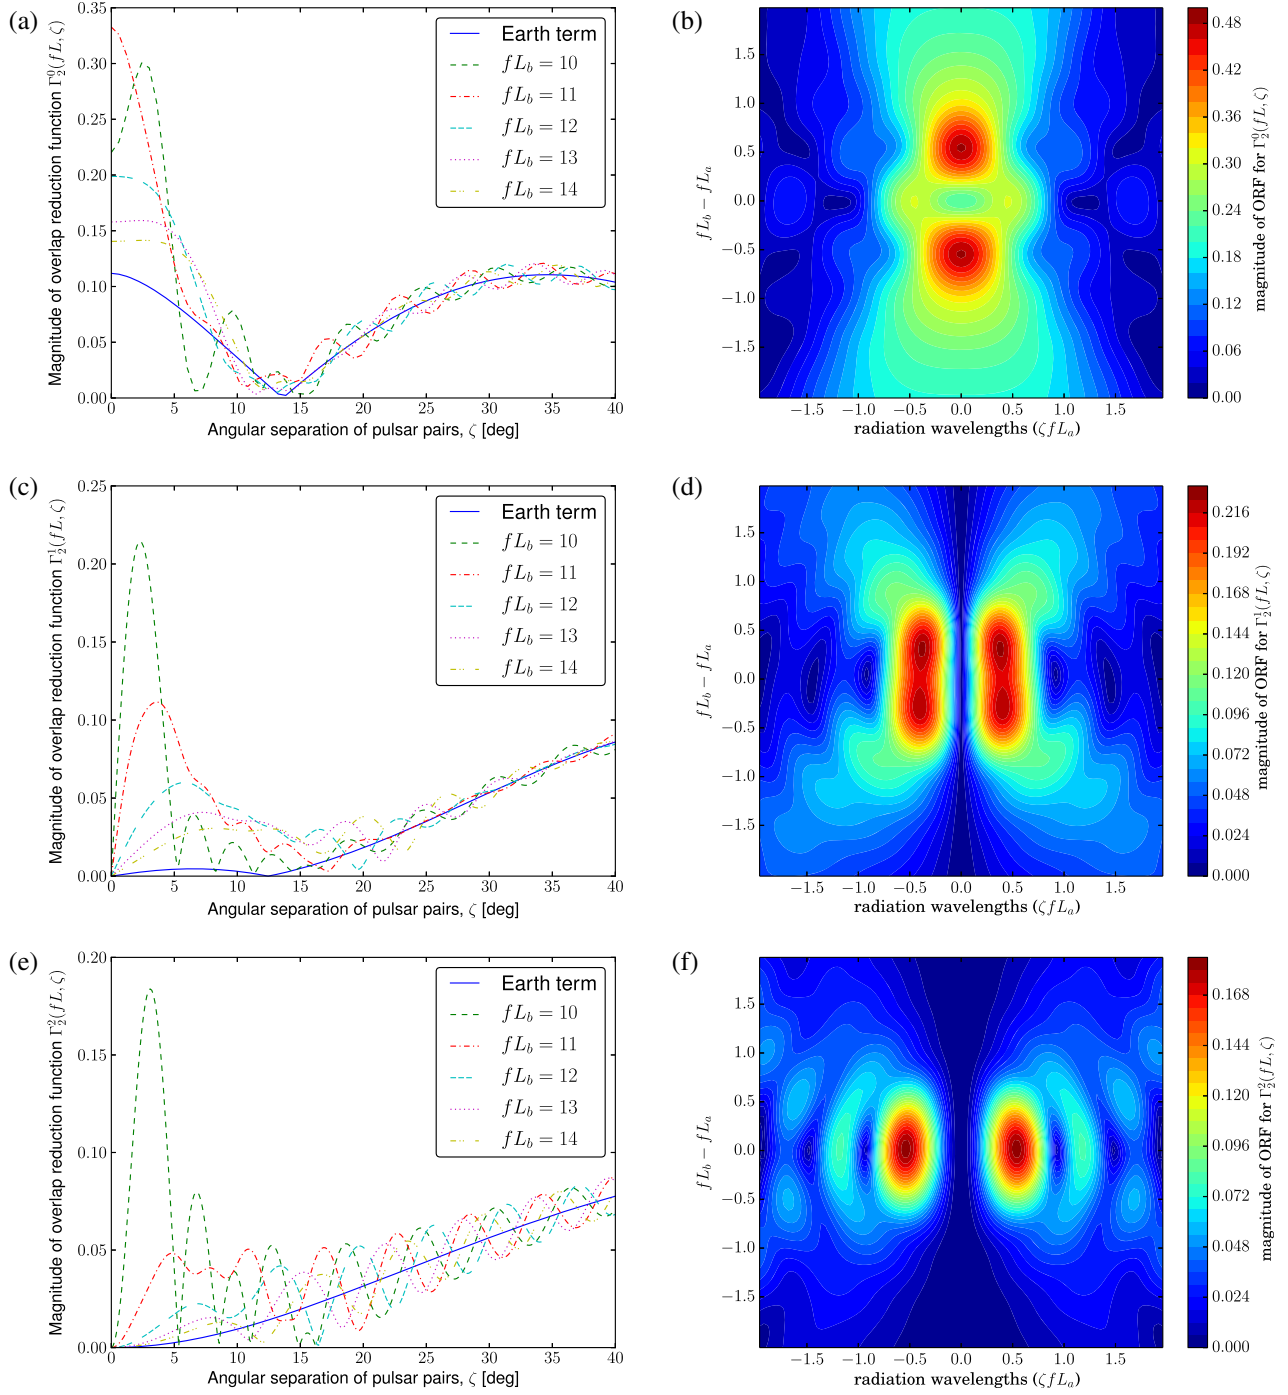 (a)
Magnitude of overlap reduction function Γ⁰₂(fL, ζ)
0.35
0.30
0.25
0.20
0.15
0.10
0.05
0.00
0 5 10 15 20 25 30 35 40
Angular separation of pulsar pairs, ζ [deg]
Earth term
fL_b = 10
fL_b = 11
fL_b = 12
fL_b = 13
fL_b = 14
(b)
fL_b − fL_a
1.5
1.0
0.5
0.0
−0.5
−1.0
−1.5
−1.5 −1.0 −0.5 0.0 0.5 1.0 1.5
radiation wavelengths (ζfL_a)
0.48
0.42
0.36
0.30
0.24
0.18
0.12
0.06
0.00
magnitude of ORF for Γ⁰₂(fL, ζ)
(c)
Magnitude of overlap reduction function Γ¹₂(fL, ζ)
0.25
0.20
0.15
0.10
0.05
0.00
0 5 10 15 20 25 30 35 40
Angular separation of pulsar pairs, ζ [deg]
Earth term
fL_b = 10
fL_b = 11
fL_b = 12
fL_b = 13
fL_b = 14
(d)
fL_b − fL_a
1.5
1.0
0.5
0.0
−0.5
−1.0
−1.5
−1.5 −1.0 −0.5 0.0 0.5 1.0 1.5
radiation wavelengths (ζfL_a)
0.216
0.192
0.168
0.144
0.120
0.096
0.072
0.048
0.024
0.000
magnitude of ORF for Γ¹₂(fL, ζ)
(e)
Magnitude of overlap reduction function Γ²₂(fL, ζ)
0.20
0.15
0.10
0.05
0.00
0 5 10 15 20 25 30 35 40
Angular separation of pulsar pairs, ζ [deg]
Earth term
fL_b = 10
fL_b = 11
fL_b = 12
fL_b = 13
fL_b = 14
(f)
fL_b − fL_a
1.5
1.0
0.5
0.0
−0.5
−1.0
−1.5
−1.5 −1.0 −0.5 0.0 0.5 1.0 1.5
radiation wavelengths (ζfL_a)
0.168
0.144
0.120
0.096
0.072
0.048
0.024
0.000
magnitude of ORF for Γ²₂(fL, ζ)